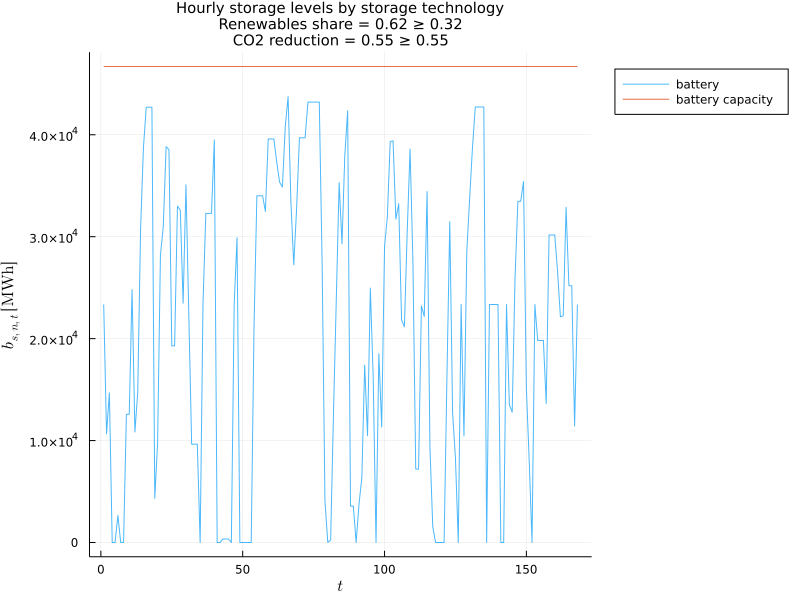 Hourly storage levels by storage technology
Renewables share = 0.62 ≥ 0.32
CO2 reduction = 0.55 ≥ 0.55
battery
battery capacity
4.0×10⁴
3.0×10⁴
2.0×10⁴
1.0×10⁴
0
b_{s,n,t} [MWh]
0 50 100 150
t